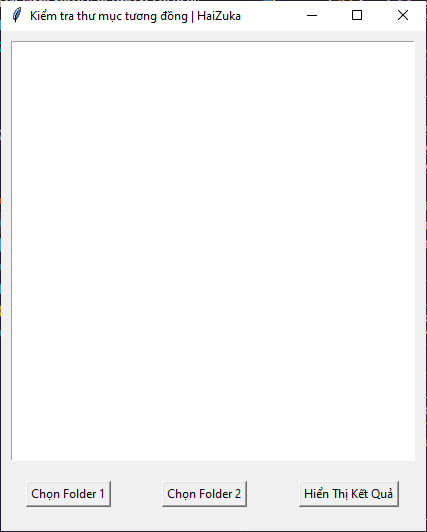 Kiểm tra thư mục tương đồng | HaiZuka
Chọn Folder 1 Chọn Folder 2 Hiển Thị Kết Quả